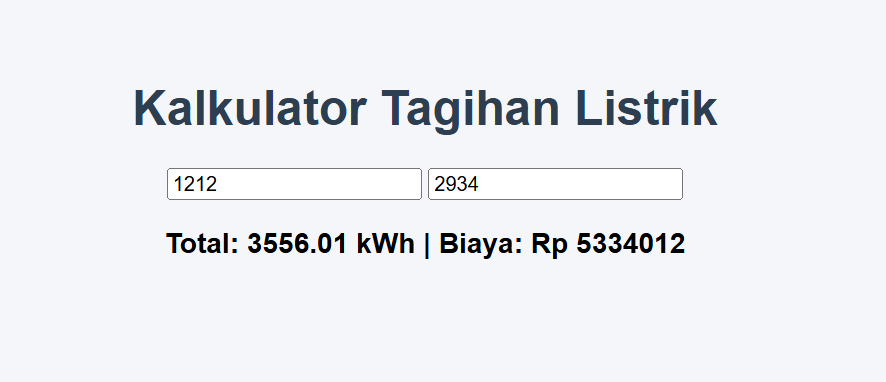 Kalkulator Tagihan Listrik
1212 2934
Total: 3556.01 kWh | Biaya: Rp 5334012